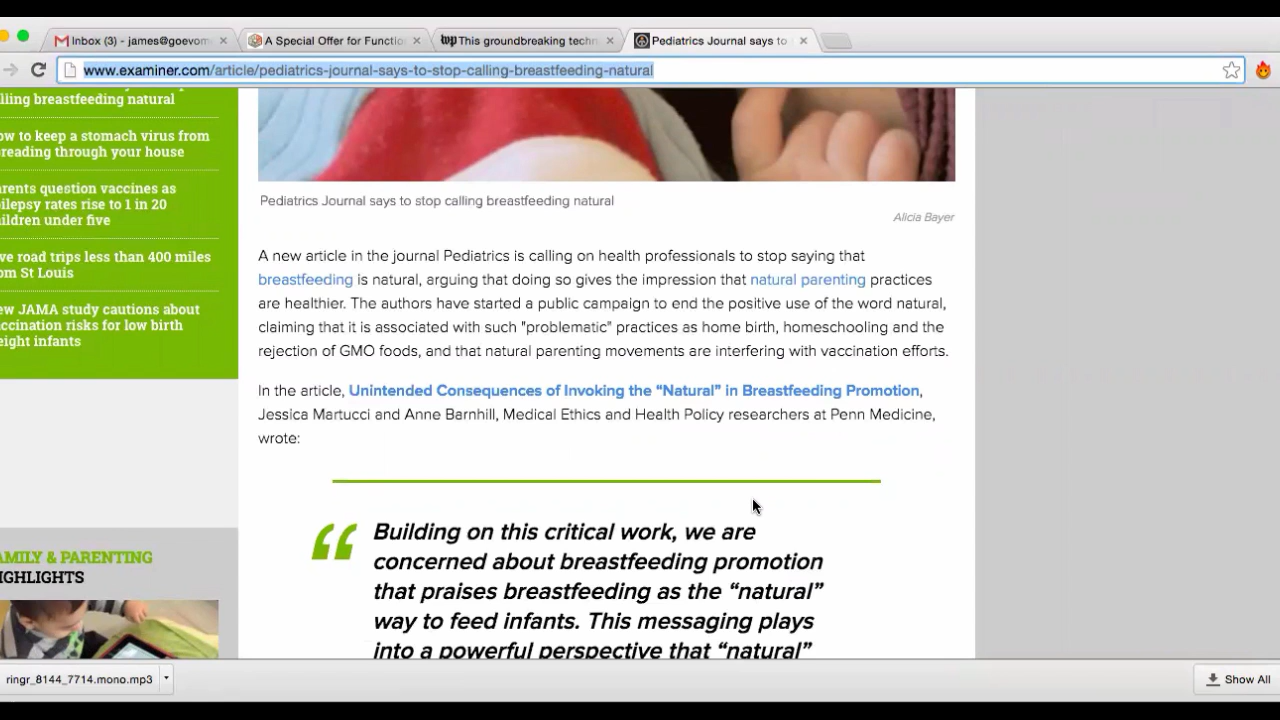 Inbox (3) - james@goevom
A Special Offer for Functio
This groundbreaking techn
Pediatrics Journal says to
www.examiner.com/article/pediatrics-journal-says-to-stop-calling-breastfeeding-natural
lling breastfeeding natural
ow to keep a stomach virus from
reading through your house
rents question vaccines as
ilepsy rates rise to 1 in 20
ildren under five
ve road trips less than 400 miles
om St Louis
ew JAMA study cautions about
ccination risks for low birth
eight infants
AMILY & PARENTING
IGHLIGHTS
Pediatrics Journal says to stop calling breastfeeding natural
Alicia Bayer
A new article in the journal Pediatrics is calling on health professionals to stop saying that
breastfeeding is natural, arguing that doing so gives the impression that natural parenting practices
are healthier. The authors have started a public campaign to end the positive use of the word natural,
claiming that it is associated with such "problematic" practices as home birth, homeschooling and the
rejection of GMO foods, and that natural parenting movements are interfering with vaccination efforts.
In the article, Unintended Consequences of Invoking the “Natural” in Breastfeeding Promotion,
Jessica Martucci and Anne Barnhill, Medical Ethics and Health Policy researchers at Penn Medicine,
wrote:
“ Building on this critical work, we are
concerned about breastfeeding promotion
that praises breastfeeding as the “natural”
way to feed infants. This messaging plays
into a powerful perspective that “natural”
ringr_8144_7714.mono.mp3
Show All